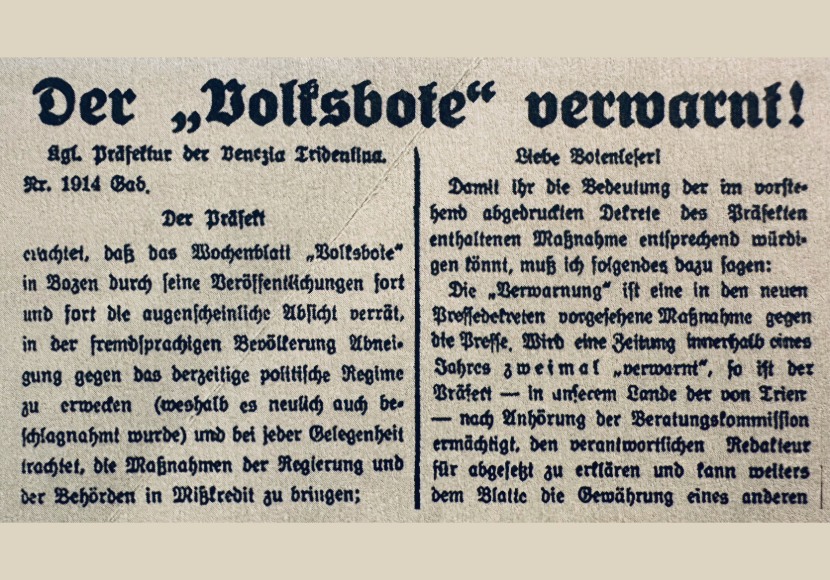 Der „Volksbote“ verwarnt!
Kgl. Präfektur der Venezia Tridentina.
Nr. 1914 Gab.
Der Präfekt
erachtet, daß das Wochenblatt „Volksbote“
in Bozen durch seine Veröffentlichungen fort
und fort die augenscheinliche Absicht verrät,
in der fremdsprachigen Bevölkerung Abnei-
gung gegen das derzeitige politische Regime
zu erwecken (weshalb es neulich auch be-
schlagnahmt wurde) und bei jeder Gelegenheit
trachtet, die Maßnahmen der Regierung und
der Behörden in Mißkredit zu bringen;
Liebe Botenleser!
Damit ihr die Bedeutung der im vorste-
hend abgedruckten Dekrete des Präfekten
enthaltenen Maßnahme entsprechend würdi-
gen könnt, muß ich folgendes dazu sagen:
Die „Verwarnung“ ist eine in den neuen
Pressedekreten vorgesehene Maßnahme gegen
die Presse. Wird eine Zeitung innerhalb eines
Jahres zweimal „verwarnt“, so ist der
Präfekt — in unserem Lande der von Trient
— nach Anhörung der Beratungskommission
ermächtigt, den verantwortlichen Redakteur
für abgesetzt zu erklären und kann weiters
dem Blatte die Gewährung eines anderen